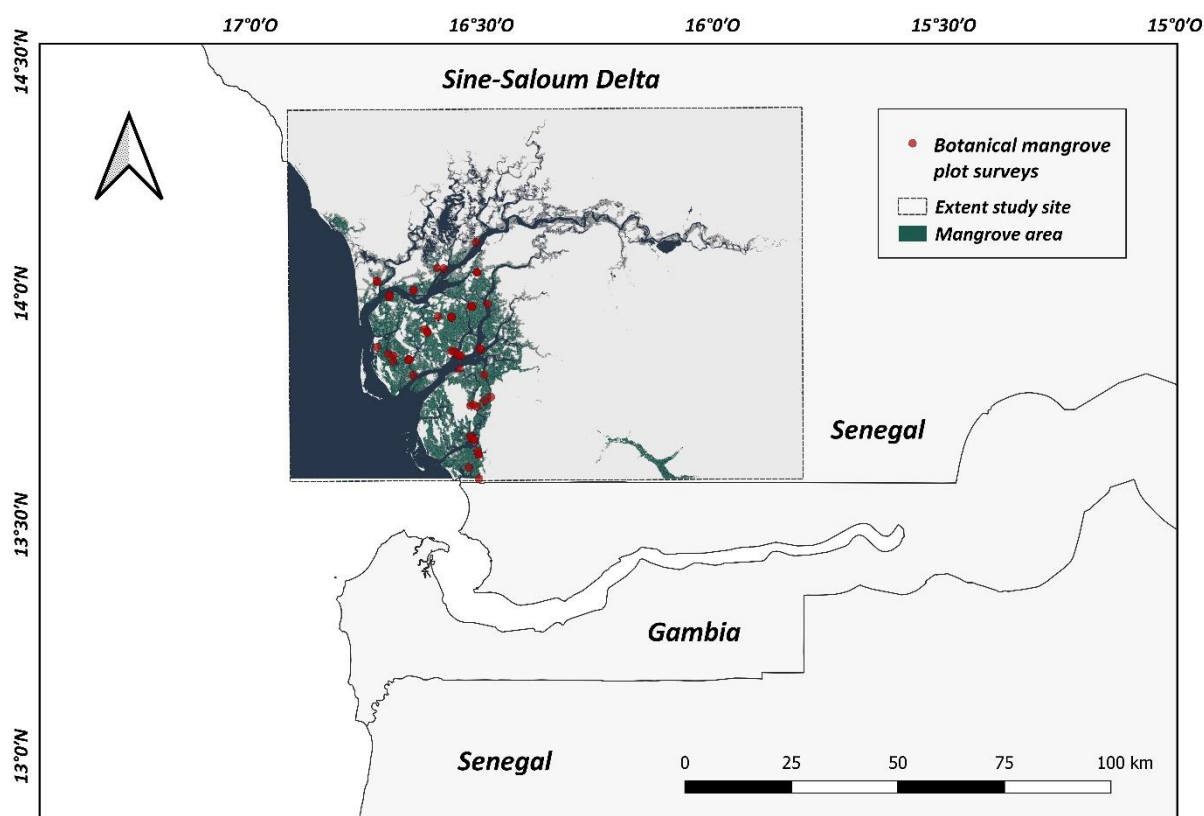 17°0'O 16°30'O 16°0'O 15°30'O 15°0'O
14°30'N
Sine-Saloum Delta
Botanical mangrove
plot surveys
Extent study site
Mangrove area
14°0'N
Senegal
13°30'N
Gambia
13°0'N
Senegal
0 25 50 75 100 km